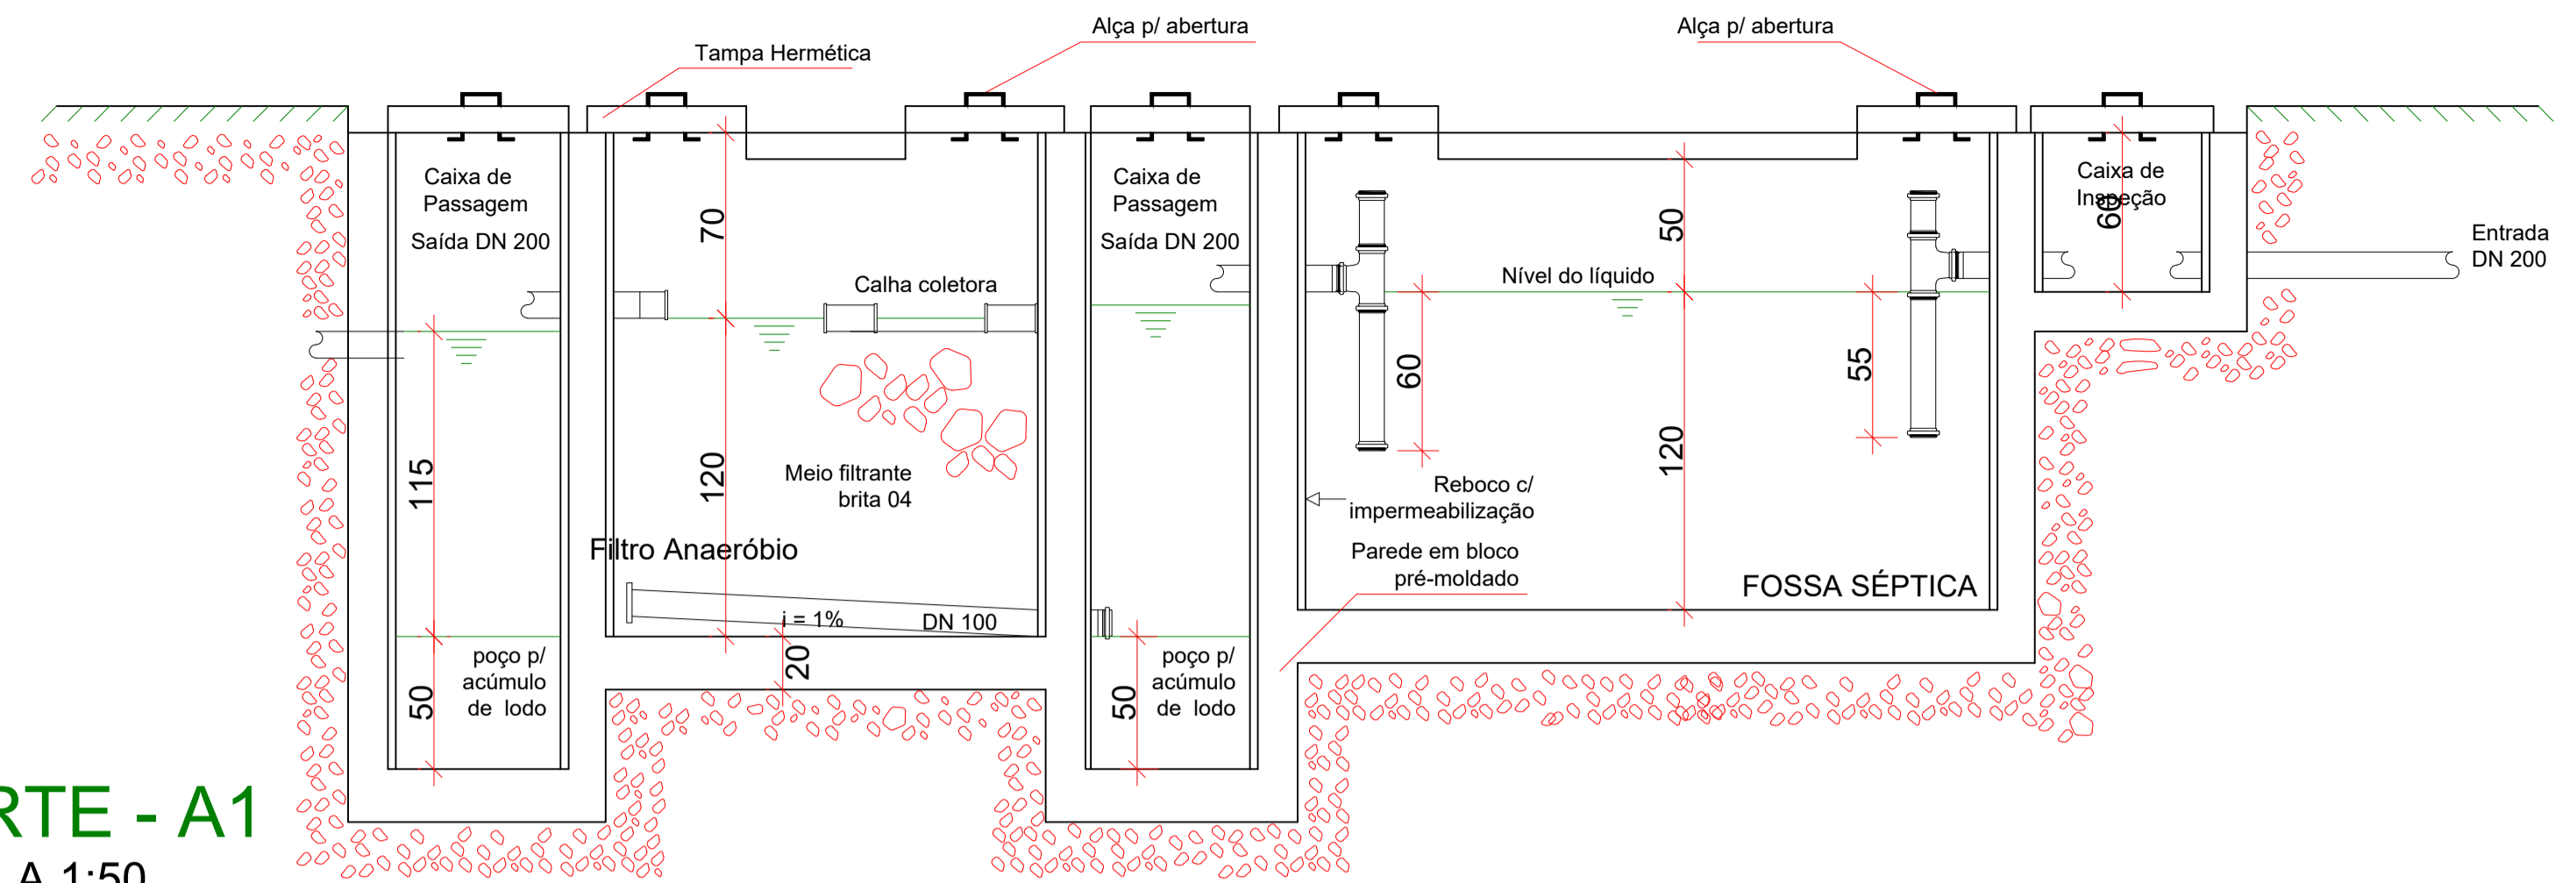 Alça p/ abertura
Alça p/ abertura
Tampa Hermética
Caixa de
Passagem
Saída DN 200
70
Calha coletora
Caixa de
Passagem
Saída DN 200
50
Nível do líquido
Caixa de
Inspeção
60
Entrada
DN 200
115
120
Meio filtrante
brita 04
Filtro Anaeróbio
i = 1%
DN 100
20
60
120
55
Reboco c/
impermeabilização
Parede em bloco
pré-moldado
FOSSA SÉPTICA
50
poço p/
acúmulo
de lodo
50
poço p/
acúmulo
de lodo
RTE - A1
A 1:50